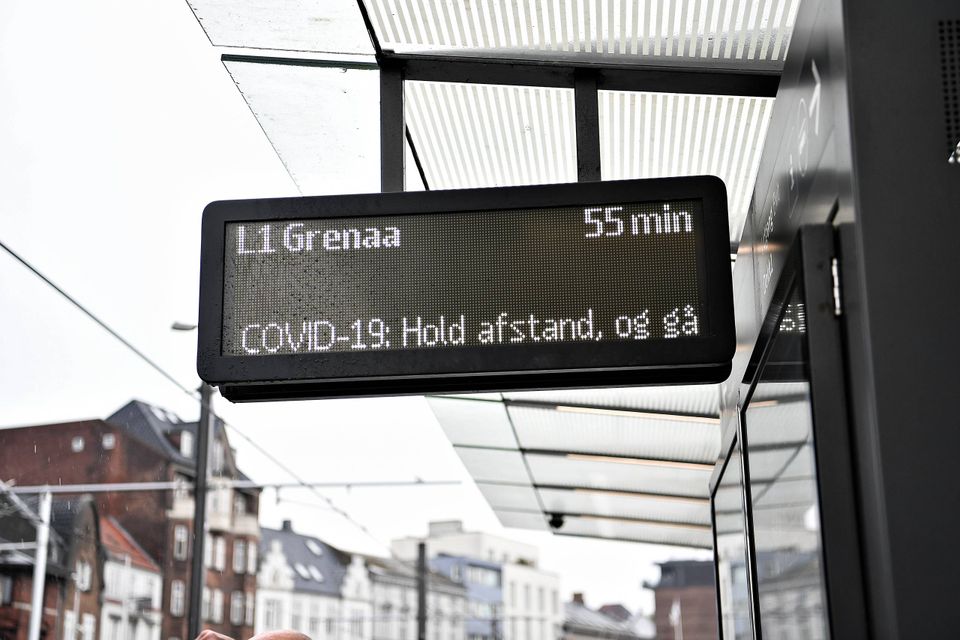 L1 Grenaa 55 min
COVID-19: Hold afstand, og gå